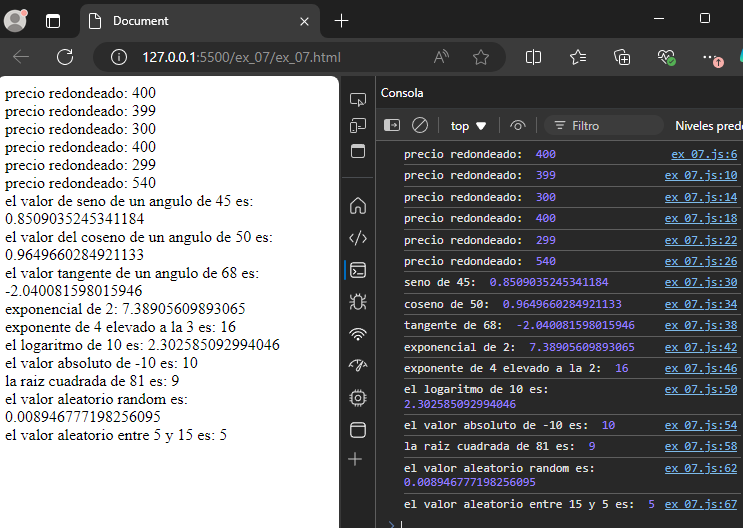 Document
127.0.0.1:5500/ex_07/ex_07.html
precio redondeado: 400
precio redondeado: 399
precio redondeado: 300
precio redondeado: 400
precio redondeado: 299
precio redondeado: 540
el valor de seno de un angulo de 45 es:
0.8509035245341184
el valor del coseno de un angulo de 50 es:
0.9649660284921133
el valor tangente de un angulo de 68 es:
-2.040081598015946
exponencial de 2: 7.38905609893065
exponente de 4 elevado a la 3 es: 16
el logaritmo de 10 es: 2.302585092994046
el valor absoluto de -10 es: 10
la raiz cuadrada de 81 es: 9
el valor aleatorio random es:
0.008946777198256095
el valor aleatorio entre 5 y 15 es: 5
Consola
top Filtro Niveles prede
precio redondeado: 400 ex_07.js:6
precio redondeado: 399 ex_07.js:10
precio redondeado: 300 ex_07.js:14
precio redondeado: 400 ex_07.js:18
precio redondeado: 299 ex_07.js:22
precio redondeado: 540 ex_07.js:26
seno de 45: 0.8509035245341184 ex_07.js:30
coseno de 50: 0.9649660284921133 ex_07.js:34
tangente de 68: -2.040081598015946 ex_07.js:38
exponencial de 2: 7.38905609893065 ex_07.js:42
exponente de 4 elevado a la 2: 16 ex_07.js:46
el logaritmo de 10 es: ex_07.js:50
2.302585092994046
el valor absoluto de -10 es: 10 ex_07.js:54
la raiz cuadrada de 81 es: 9 ex_07.js:58
el valor aleatorio random es: ex_07.js:62
0.008946777198256095
el valor aleatorio entre 15 y 5 es: 5 ex_07.js:67